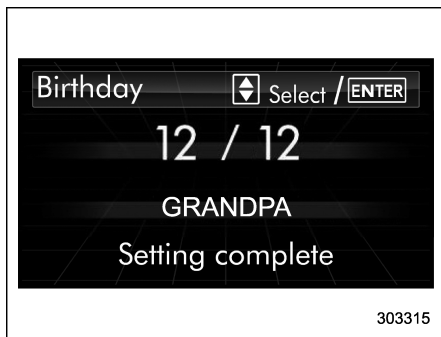 Birthday Select / ENTER
12 / 12
GRANDPA
Setting complete
303315